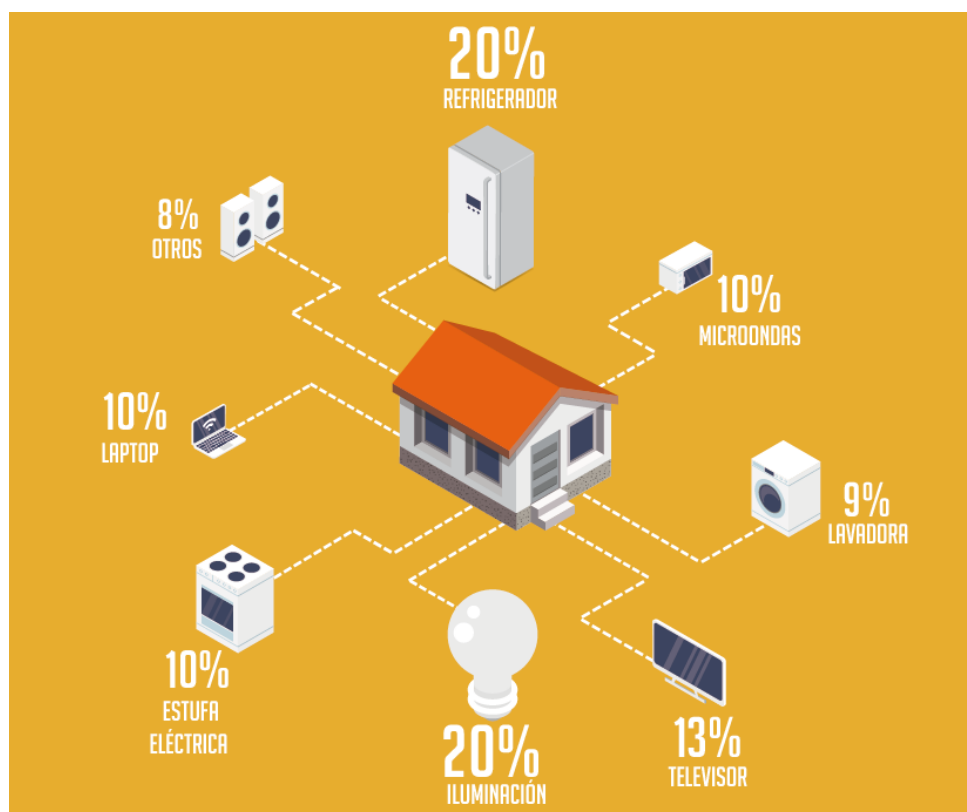 20%
REFRIGERADOR
8%
OTROS
10%
MICROONDAS
10%
LAPTOP
9%
LAVADORA
10%
ESTUFA
ELÉCTRICA
20%
ILUMINACIÓN
13%
TELEVISOR